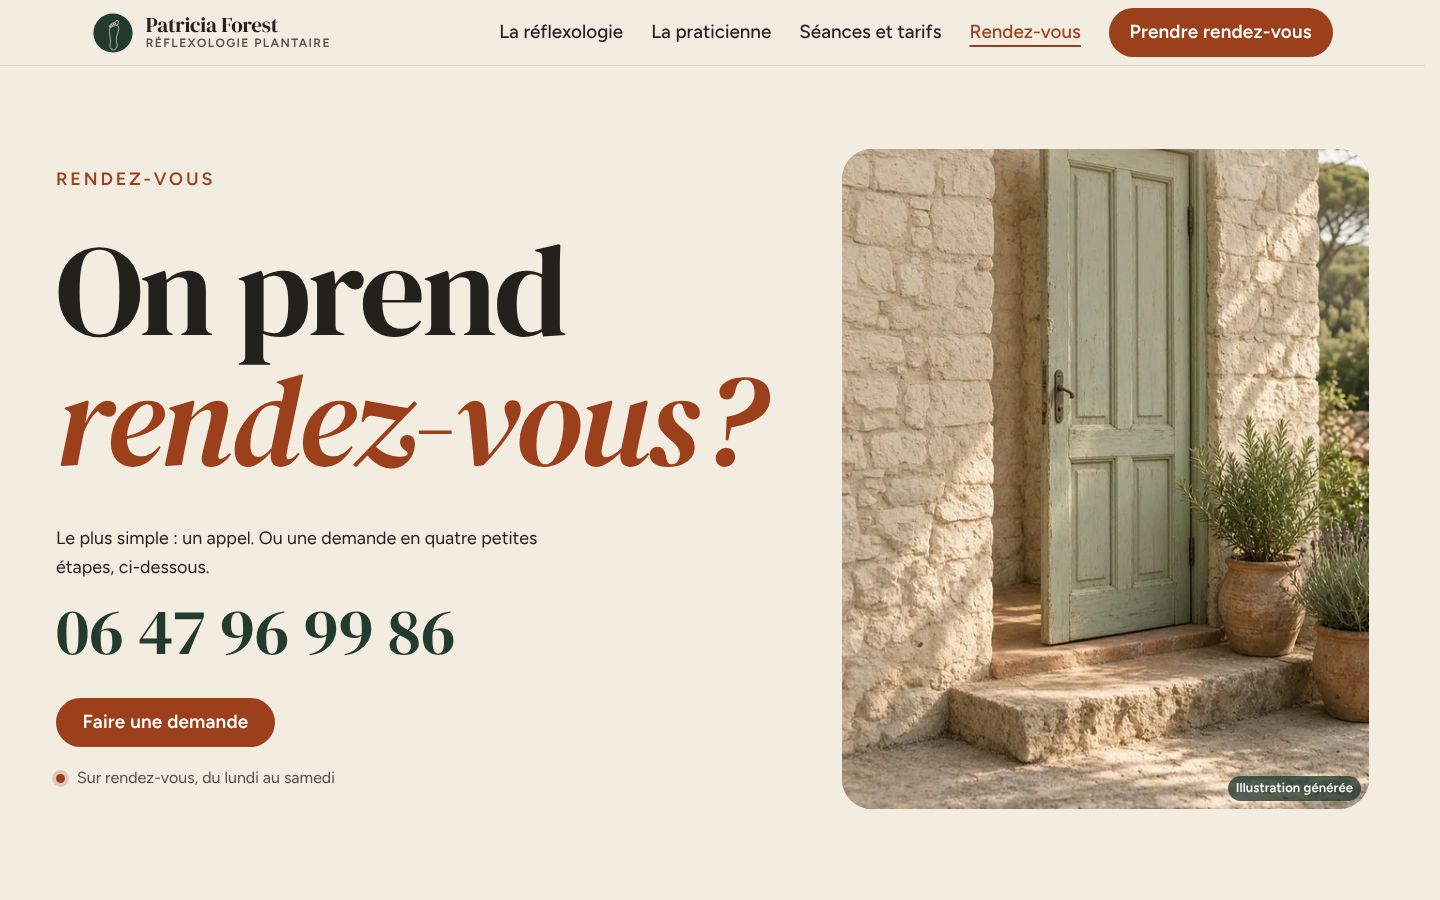 Patricia Forest
RÉFLEXOLOGIE PLANTAIRE
La réflexologie
La praticienne
Séances et tarifs
Rendez-vous
Prendre rendez-vous
RENDEZ-VOUS
On prend
rendez-vous ?
Le plus simple : un appel. Ou une demande en quatre petites
étapes, ci-dessous.
06 47 96 99 86
Faire une demande
Sur rendez-vous, du lundi au samedi
Illustration générée